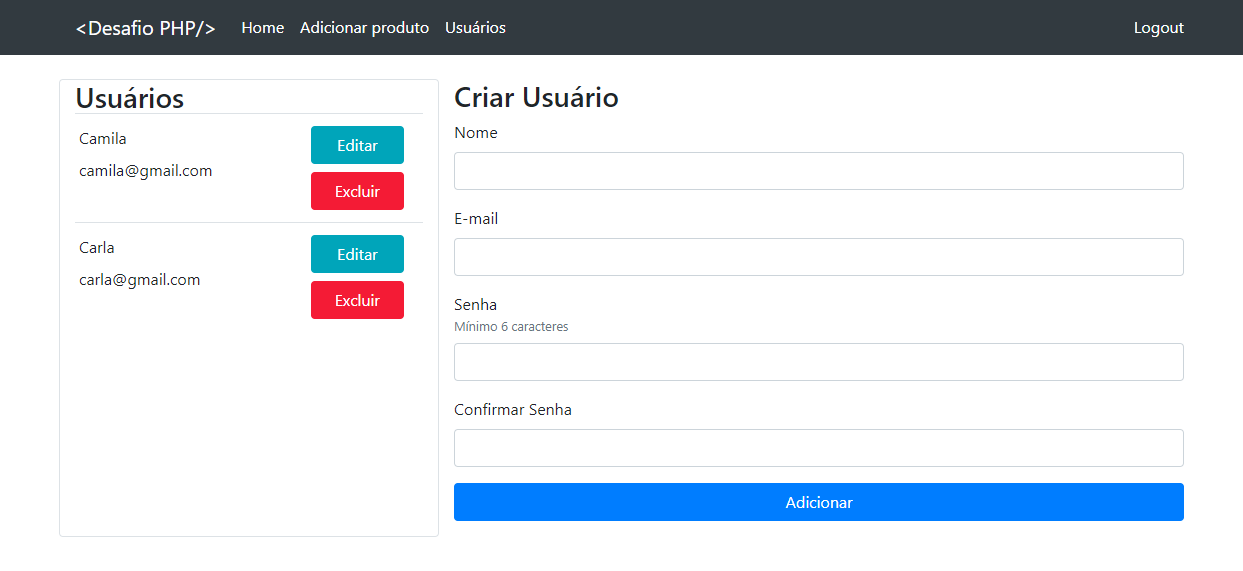 <Desafio PHP/> Home Adicionar produto Usuários Logout
Usuários
Camila
Editar
camila@gmail.com
Excluir
Carla
Editar
carla@gmail.com
Excluir
Criar Usuário
Nome
E-mail
Senha
Mínimo 6 caracteres
Confirmar Senha
Adicionar